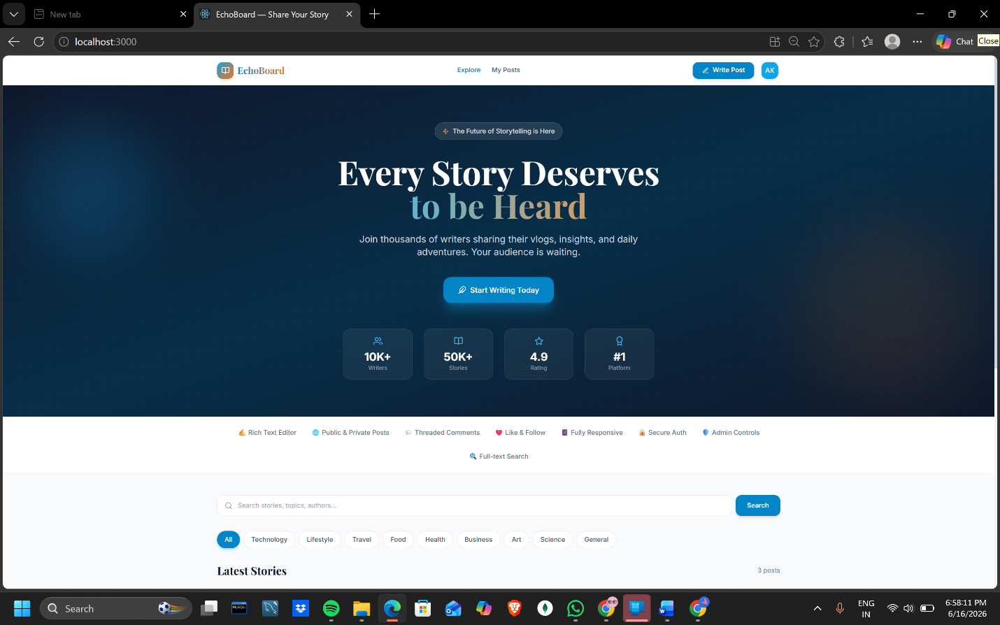 New tab
EchoBoard — Share Your Story
localhost:3000
Chat
Close
EchoBoard
Explore
My Posts
Write Post
AK
The Future of Storytelling is Here
Every Story Deserves
to be Heard
Join thousands of writers sharing their vlogs, insights, and daily
adventures. Your audience is waiting.
Start Writing Today
10K+
Writers
50K+
Stories
4.9
Rating
#1
Platform
Rich Text Editor
Public & Private Posts
Threaded Comments
Like & Follow
Fully Responsive
Secure Auth
Admin Controls
Full-text Search
Search stories, topics, authors...
Search
All
Technology
Lifestyle
Travel
Food
Health
Business
Art
Science
General
Latest Stories
3 posts
Search
ENG
IN
6:58:11 PM
6/16/2026